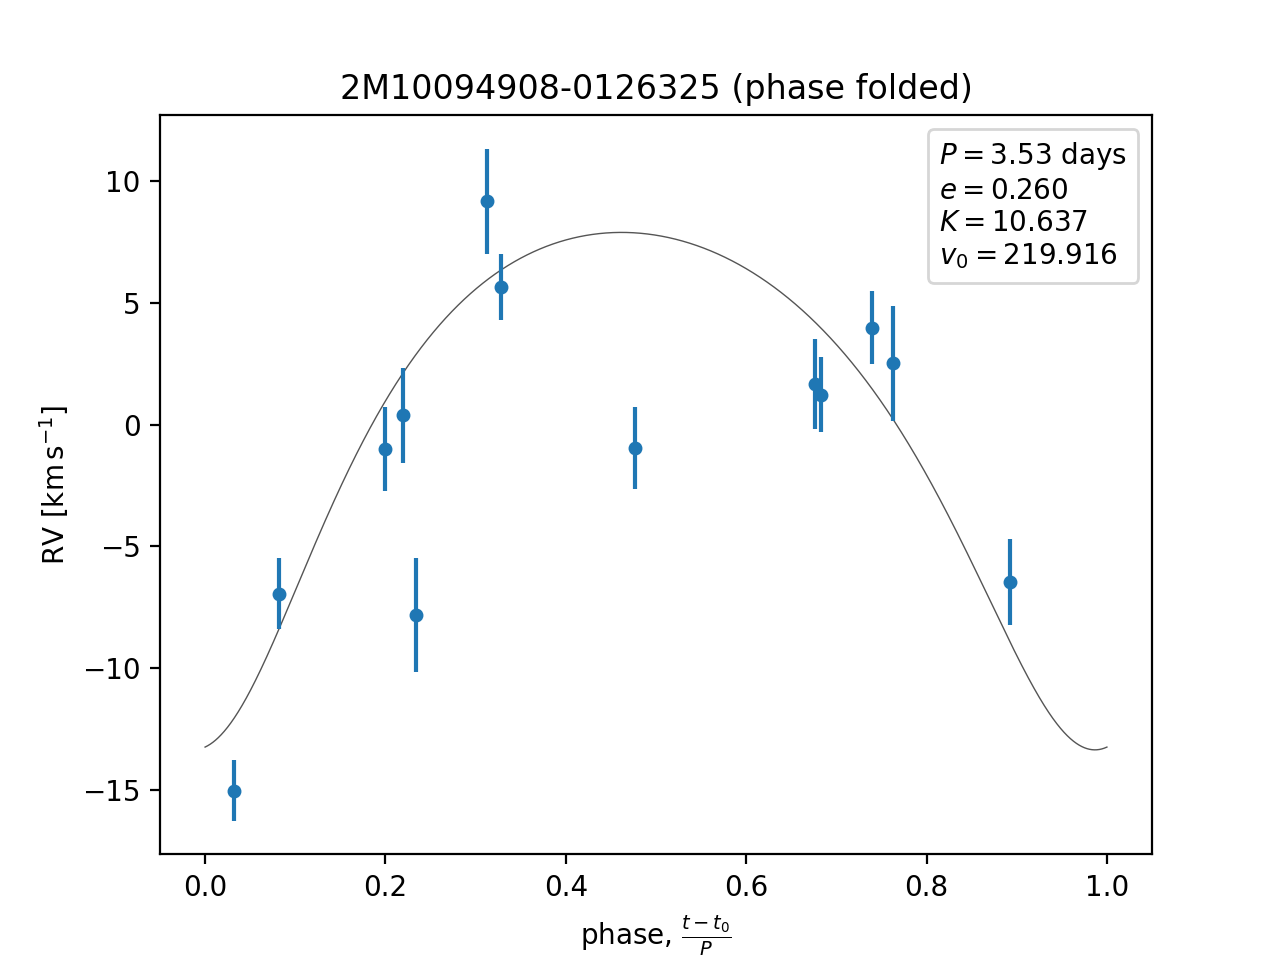 2M10094908-0126325 (phase folded)
P = 3.53 days
e = 0.260
K = 10.637
v₀ = 219.916
RV [km s⁻¹]
10
5
0
−5
−10
−15
0.0 0.2 0.4 0.6 0.8 1.0
phase, (t − t₀)/P